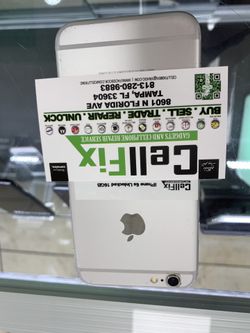 CellFix
GADGETS AND CELLPHONE REPAIR SERVICE
BUY . SELL . TRADE . REPAIR . UNLOCK
8601 N FLORIDA AVE
TAMPA, FL 33604
813-280-9883
CellFix
iPhone 6s Unlocked 16GB